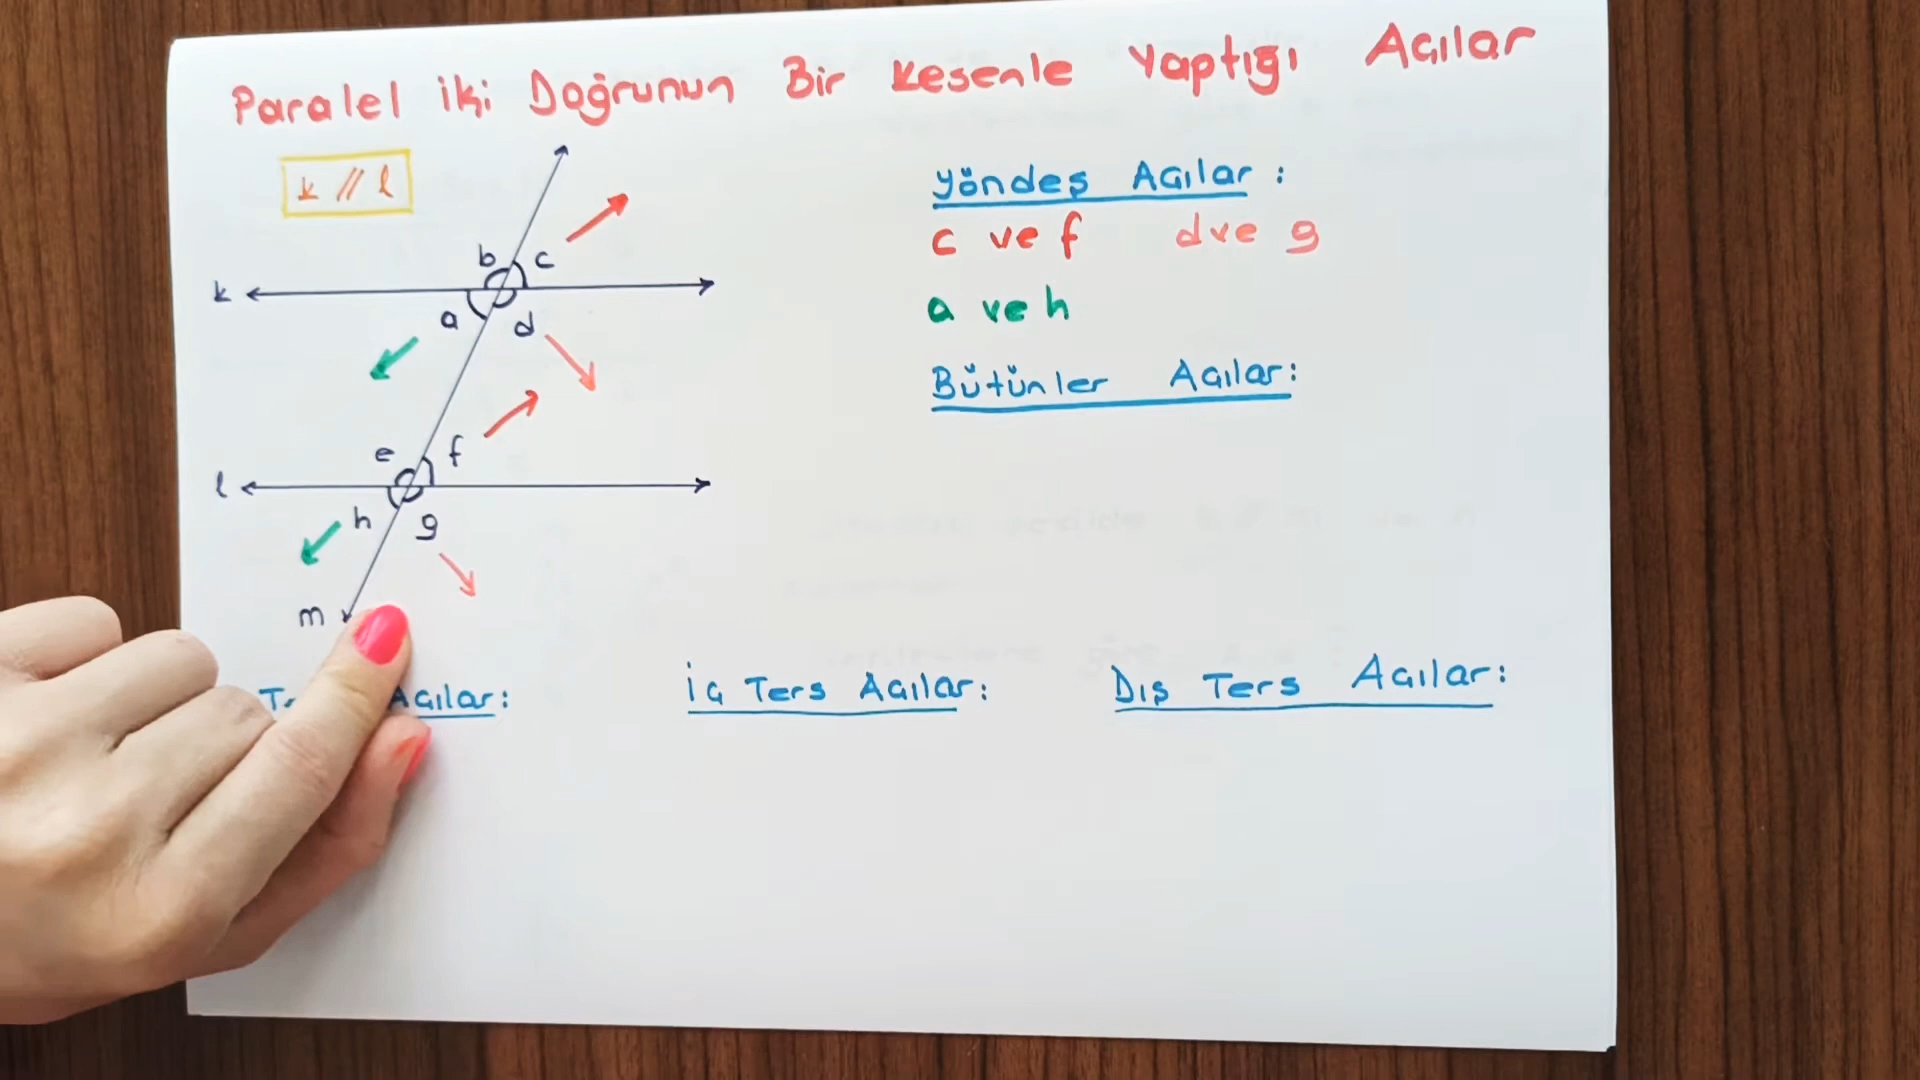 Paralel iki Doğrunun Bir Kesenle Yaptığı Açılar
k // l
b c
k
a d
e f
l
h g
m
Yöndeş Açılar :
c ve f d ve g
a ve h
Bütünler Açılar:
Açılar:
İç Ters Açılar:
Dış Ters Açılar: